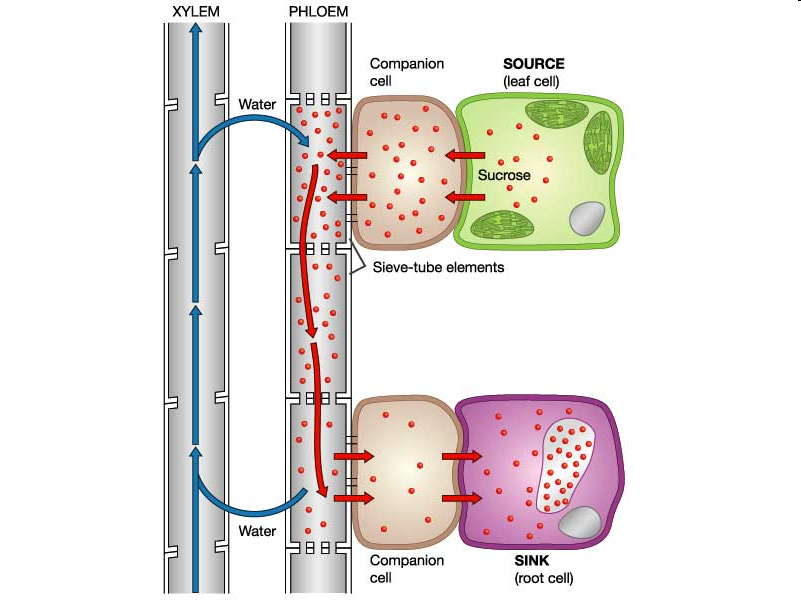 XYLEM
PHLOEM
Companion
cell
SOURCE
(leaf cell)
Water
Sucrose
Sieve-tube elements
Water
Companion
cell
SINK
(root cell)